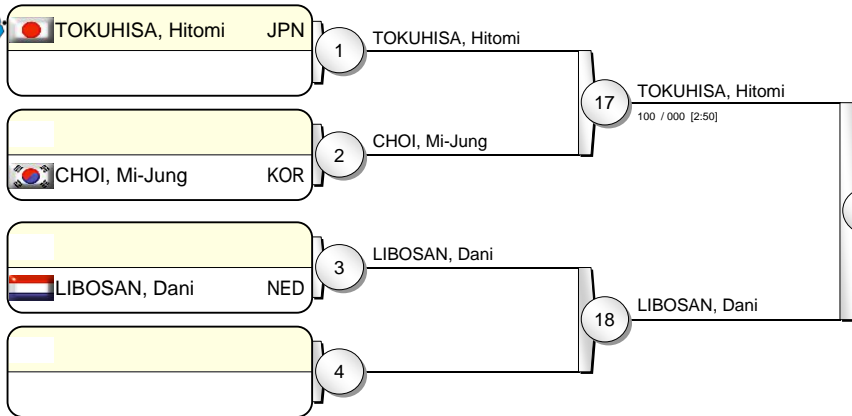 TOKUHISA, Hitomi JPN
1
TOKUHISA, Hitomi
CHOI, Mi-Jung KOR
2
CHOI, Mi-Jung
17
TOKUHISA, Hitomi
100 / 000 [2:50]
LIBOSAN, Dani NED
3
LIBOSAN, Dani
4
18
LIBOSAN, Dani